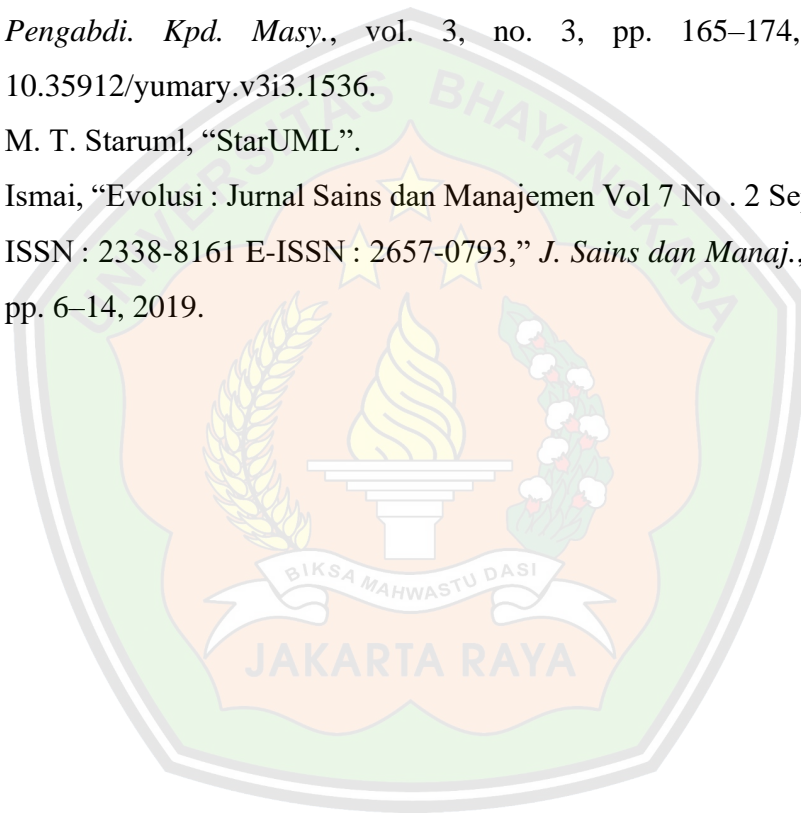 Pengabdi. Kpd. Masy., vol. 3, no. 3, pp. 165–174,
10.35912/yumary.v3i3.1536.
M. T. Staruml, “StarUML”.
Ismai, “Evolusi : Jurnal Sains dan Manajemen Vol 7 No . 2
ISSN : 2338-8161 E-ISSN : 2657-0793,” J. Sains dan Manaj.,
pp. 6–14, 2019.
UNIVERSITAS BHAYANGKARA
BIKSA MAHWASTU DASI
JAKARTA RAYA